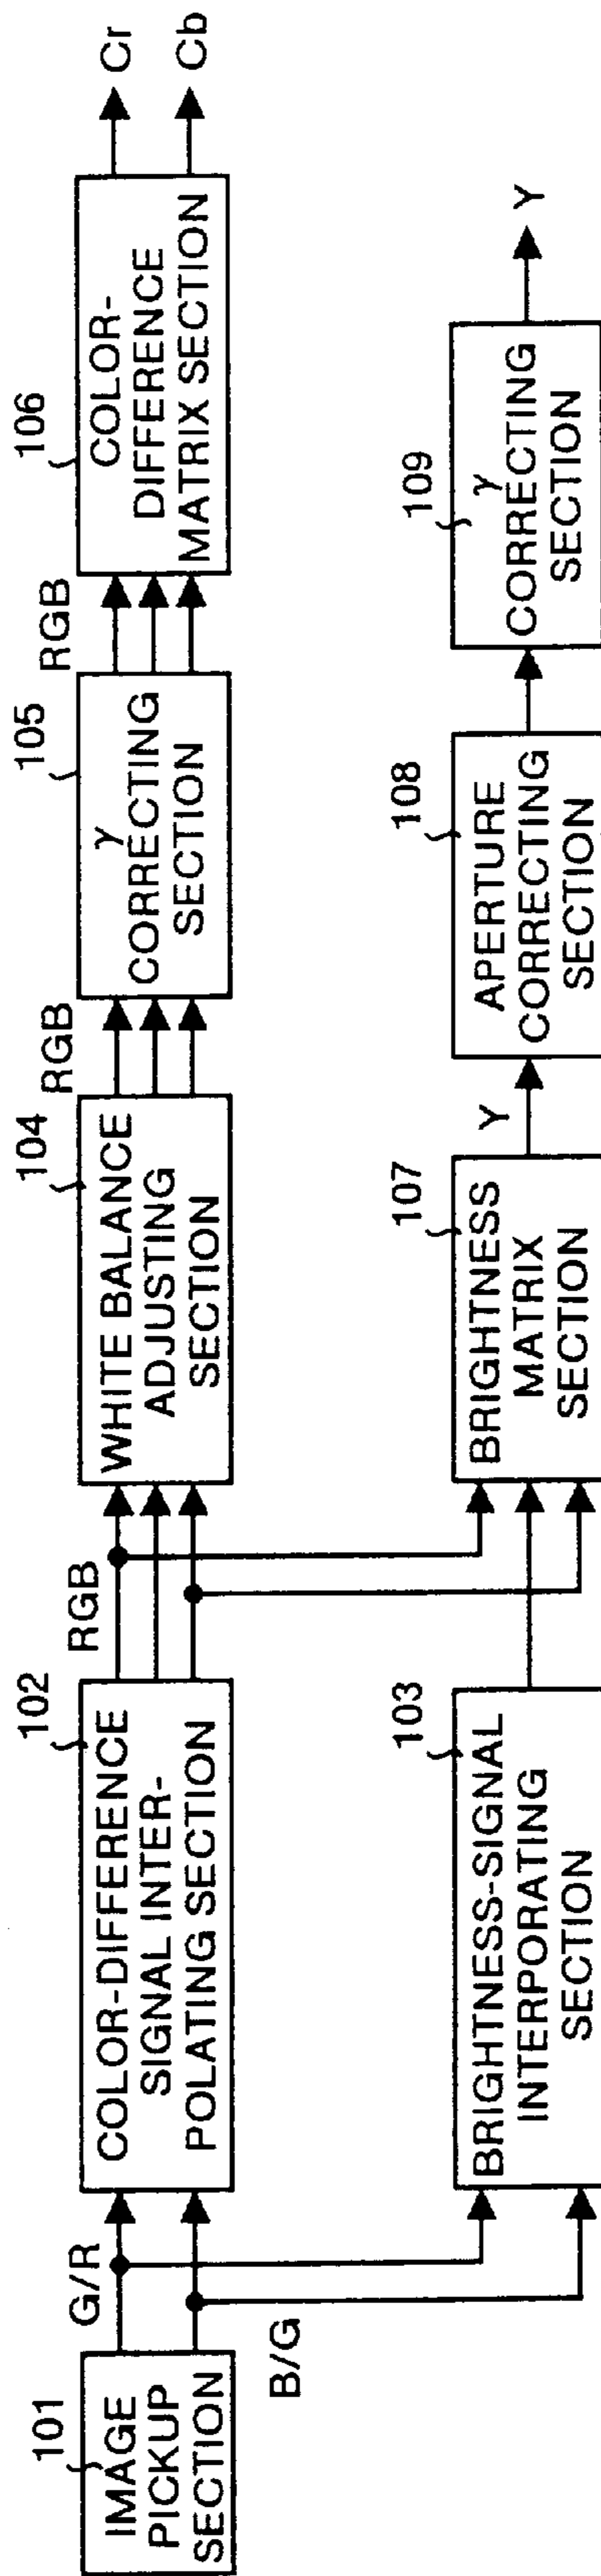 101
IMAGE
PICKUP
SECTION
G/R
B/G
102
COLOR-DIFFERENCE
SIGNAL INTER-
POLATING SECTION
RGB
104
WHITE BALANCE
ADJUSTING
SECTION
RGB
105
γ
CORRECTING
SECTION
RGB
106
COLOR-
DIFFERENCE
MATRIX SECTION
Cr
Cb
103
BRIGHTNESS-SIGNAL
INTERPORATING
SECTION
107
BRIGHTNESS
MATRIX
SECTION
Y
108
APERTURE
CORRECTING
SECTION
109
γ
CORRECTING
SECTION
Y